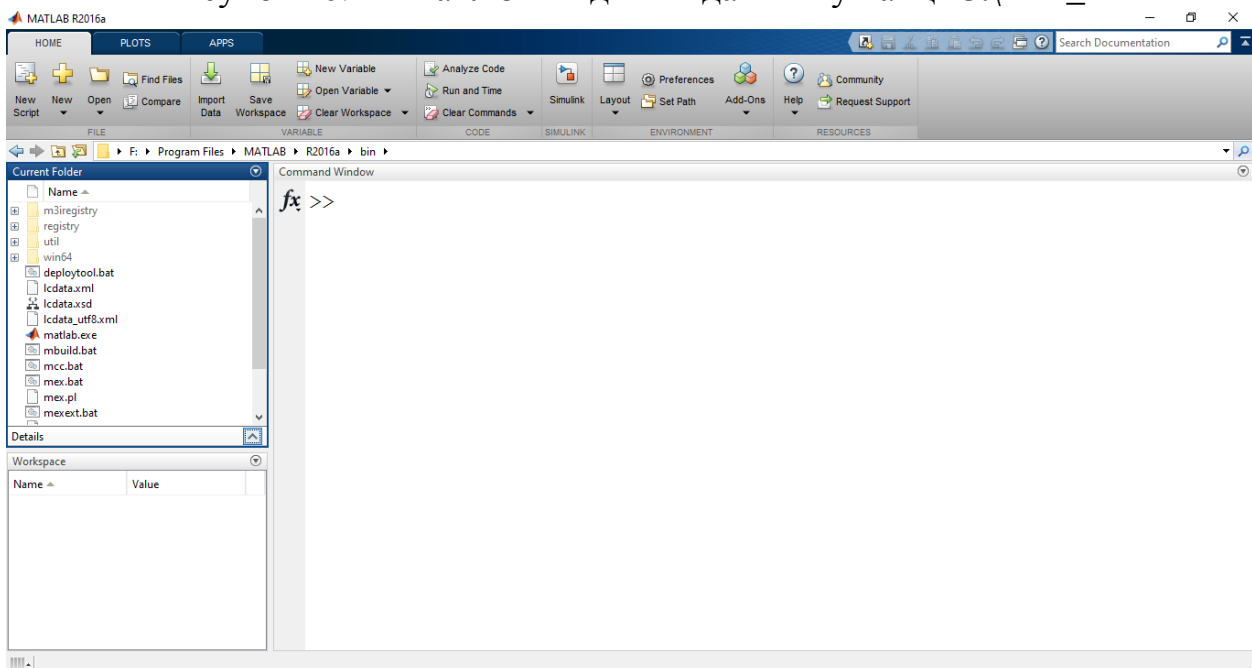 MATLAB R2016a
HOME PLOTS APPS
Search Documentation
New Script
New
Open
Find Files
Compare
Import Data
Save Workspace
New Variable
Open Variable
Clear Workspace
Analyze Code
Run and Time
Clear Commands
Simulink
Layout
Preferences
Set Path
Add-Ons
Help
Community
Request Support
FILE VARIABLE CODE SIMULINK ENVIRONMENT RESOURCES
F: Program Files MATLAB R2016a bin
Current Folder
Name
m3iregistry
registry
util
win64
deploytool.bat
lcdata.xml
lcdata.xsd
lcdata_utf8.xml
matlab.exe
mbuild.bat
mcc.bat
mex.bat
mex.pl
mexext.bat
Details
Workspace
Name Value
Command Window
fx >>